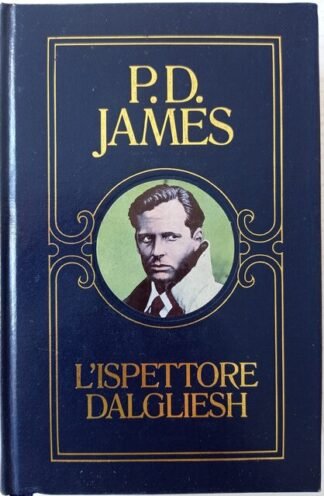 P.D.
JAMES
L'ISPETTORE
DALGLIESH